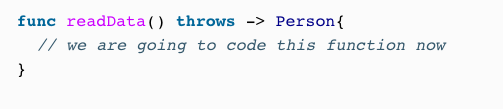 func readData() throws -> Person{
  // we are going to code this function now
}